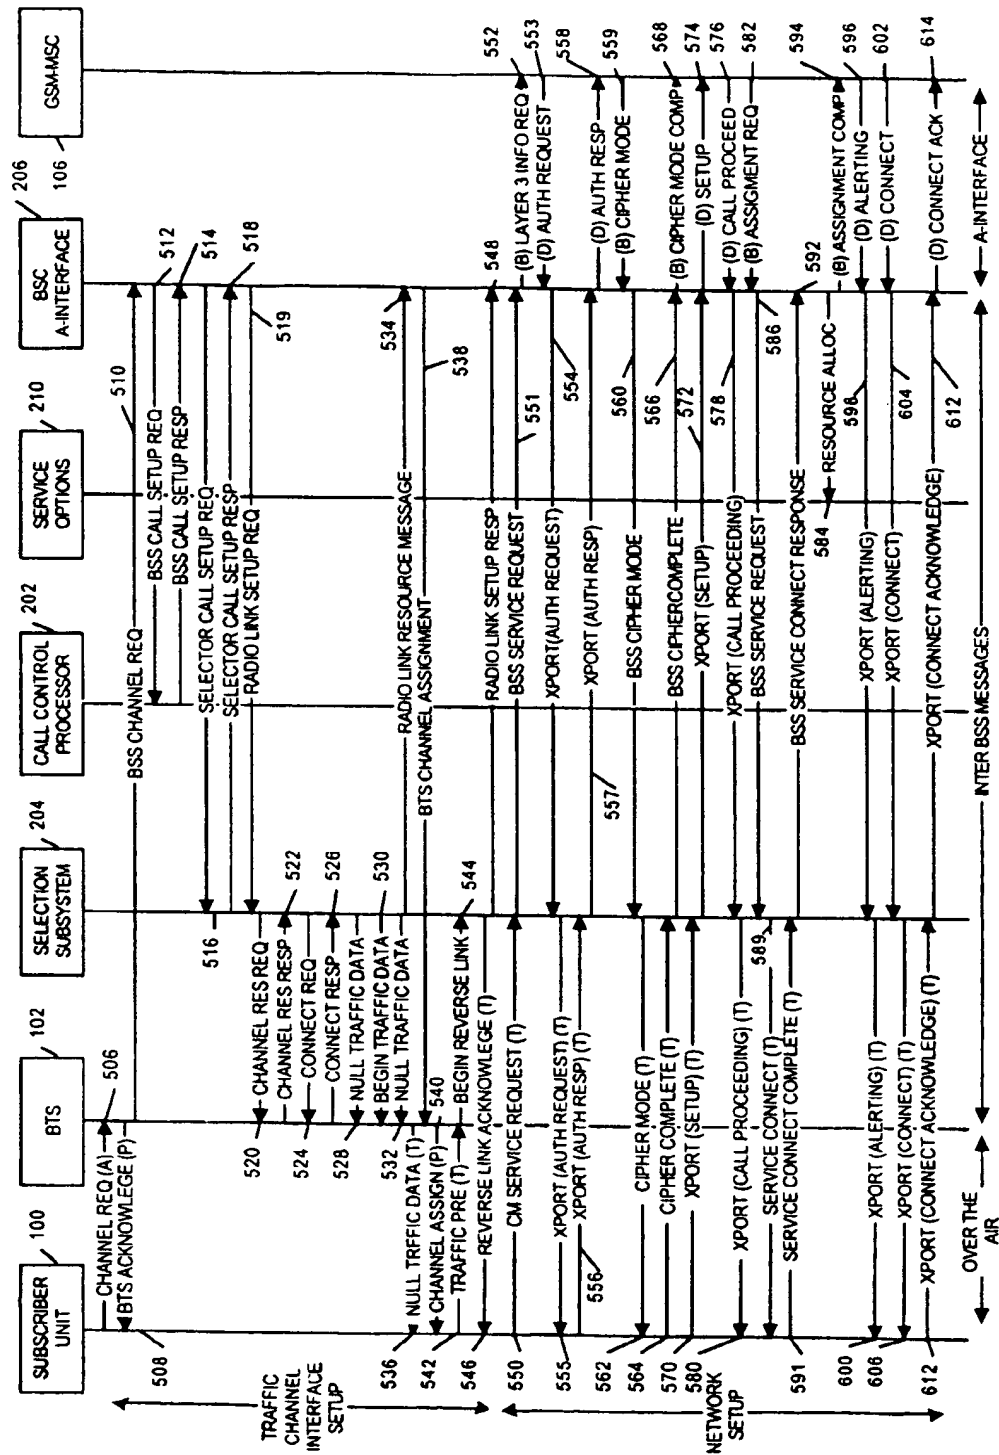 SUBSCRIBER
UNIT
100
BTS
102
SELECTION
SUBSYSTEM
204
CALL CONTROL
PROCESSOR
202
SERVICE
OPTIONS
210
BSC
A-INTERFACE
206
GSM-MSC
106
TRAFFIC
CHANNEL
INTERFACE
SETUP
CHANNEL REQ (A)
506
BTS ACKNOWLEGE (P)
508
BSS CHANNEL REQ
510
BSS CALL SETUP REQ
512
BSS CALL SETUP RESP
514
SELECTOR CALL SETUP REQ
516
SELECTOR CALL SETUP RESP
518
RADIO LINK SETUP REQ
519
CHANNEL RES REQ
520
CHANNEL RES RESP
522
CONNECT REQ
524
CONNECT RESP
526
NULL TRAFFIC DATA
528
BEGIN TRAFFIC DATA
530
NULL TRAFFIC DATA
532
RADIO LINK RESOURCE MESSAGE
534
NULL TRFFIC DATA (T)
536
BTS CHANNEL ASSIGNMENT
538
CHANNEL ASSIGN (P)
540
TRAFFIC PRE (T)
542
BEGIN REVERSE LINK
544
REVERSE LINK ACKNOWLEGE (T)
546
RADIO LINK SETUP RESP
548
NETWORK
SETUP
CM SERVICE REQUEST (T)
550
BSS SERVICE REQUEST
551
(B) LAYER 3 INFO REQ
552
(D) AUTH REQUEST
553
XPORT(AUTH REQUEST)
554
XPORT (AUTH REQUEST) (T)
555
XPORT (AUTH RESP) (T)
556
XPORT (AUTH RESP)
557
(D) AUTH RESP
558
(B) CIPHER MODE
559
BSS CIPHER MODE
560
CIPHER MODE (T)
562
CIPHER COMPLETE (T)
564
BSS CIPHERCOMPLETE
566
(B) CIPHER MODE COMP
568
XPORT (SETUP) (T)
570
XPORT (SETUP)
572
(D) SETUP
574
(D) CALL PROCEED
576
XPORT (CALL PROCEEDING)
578
XPORT (CALL PROCEEDING) (T)
580
(B) ASSIGMENT REQ
582
BSS SERVICE REQUEST
586
SERVICE CONNECT (T)
589
SERVICE CONNECT COMPLETE (T)
591
BSS SERVICE CONNECT RESPONSE
592
RESOURCE ALLOC
584
(B) ASSIGNMENT COMP
594
(D) ALERTING
596
XPORT (ALERTING)
598
XPORT (ALERTING) (T)
600
(D) CONNECT
602
XPORT (CONNECT)
604
XPORT (CONNECT) (T)
606
XPORT (CONNECT ACKNOWLEDGE) (T)
612
XPORT (CONNECT ACKNOWLEDGE)
612
(D) CONNECT ACK
614
OVER THE
AIR
INTER BSS MESSAGES
A-INTERFACE